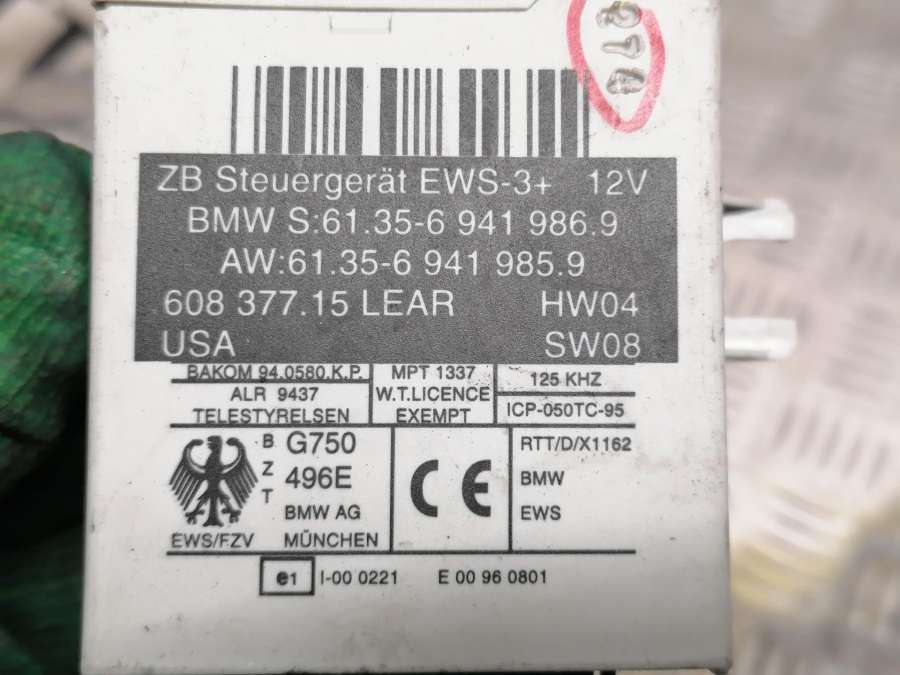 ZB Steuergerät EWS-3+ 12V
BMW S:61.35-6 941 986.9
AW:61.35-6 941 985.9
608 377.15 LEAR HW04
USA SW08
BAKOM 94.0580.K.P.
ALR 9437
TELESTYRELSEN
MPT 1337
W.T.LICENCE
EXEMPT
125 KHZ
ICP-050TC-95
BZT
G750
496E
BMW AG
EWS/FZV MÜNCHEN
CE
RTT/D/X1162
BMW
EWS
e1 I-00 0221 E 00 96 0801